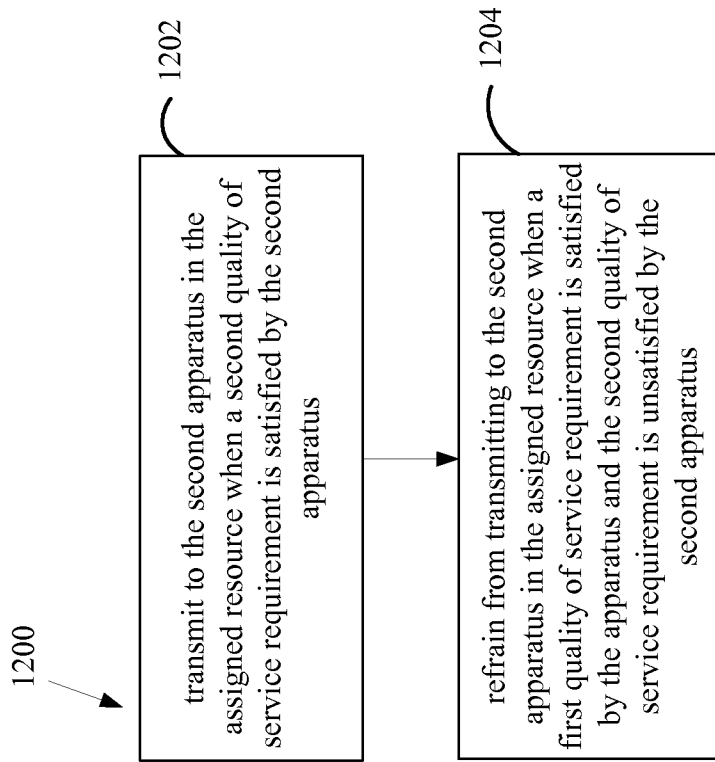 1200
transmit to the second apparatus in the
assigned resource when a second quality of
service requirement is satisfied by the second
apparatus
1202
refrain from transmitting to the second
apparatus in the assigned resource when a
first quality of service requirement is satisfied
by the apparatus and the second quality of
service requirement is unsatisfied by the
second apparatus
1204